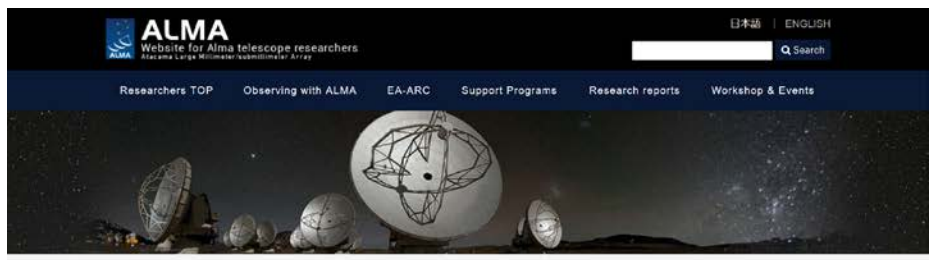 ALMA
日本語 | ENGLISH
Website for Alma telescope researchers
Atacama Large Millimeter/submillimeter Array
ALMA
Search
Researchers TOP Observing with ALMA EA-ARC Support Programs Research reports Workshop & Events